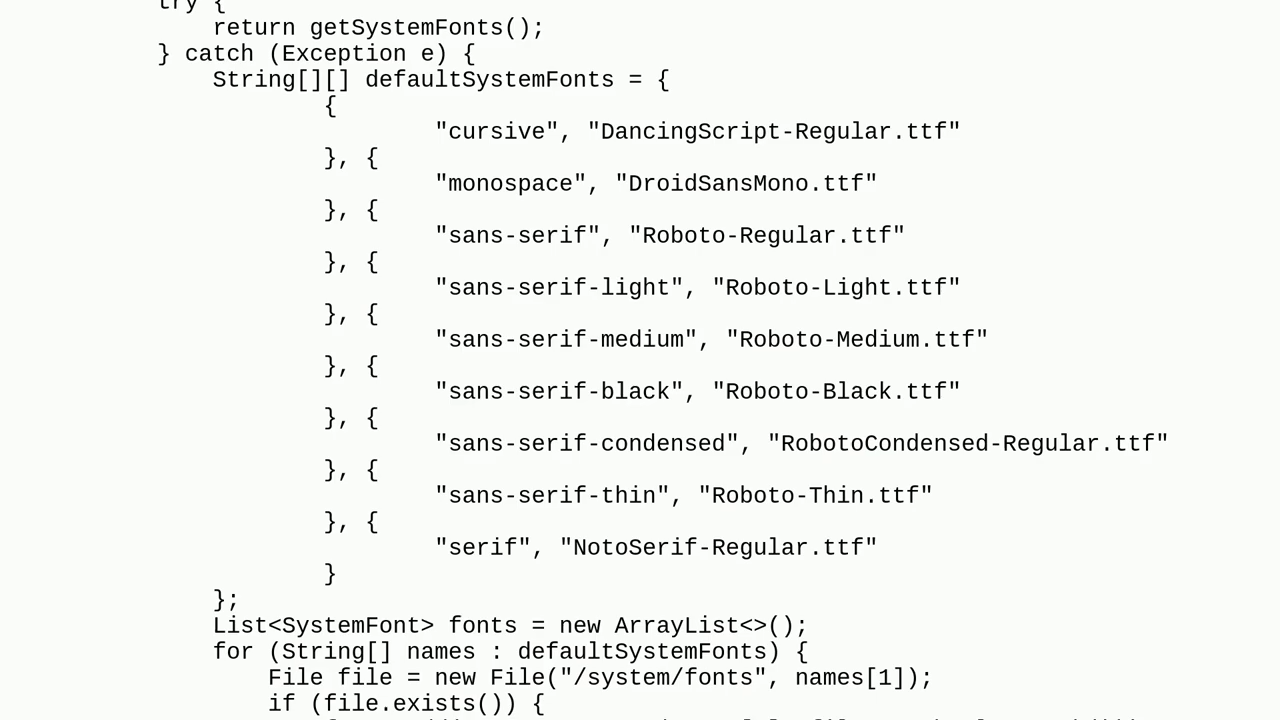 try {
return getSystemFonts();
} catch (Exception e) {
String[][] defaultSystemFonts = {
{
"cursive", "DancingScript-Regular.ttf"
}, {
"monospace", "DroidSansMono.ttf"
}, {
"sans-serif", "Roboto-Regular.ttf"
}, {
"sans-serif-light", "Roboto-Light.ttf"
}, {
"sans-serif-medium", "Roboto-Medium.ttf"
}, {
"sans-serif-black", "Roboto-Black.ttf"
}, {
"sans-serif-condensed", "RobotoCondensed-Regular.ttf"
}, {
"sans-serif-thin", "Roboto-Thin.ttf"
}, {
"serif", "NotoSerif-Regular.ttf"
}
};
List<SystemFont> fonts = new ArrayList<>();
for (String[] names : defaultSystemFonts) {
File file = new File("/system/fonts", names[1]);
if (file.exists()) {